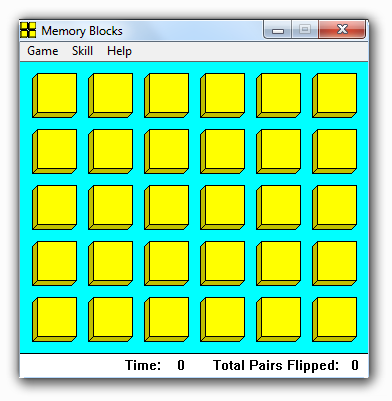 Memory Blocks
Game Skill Help
Time: 0 Total Pairs Flipped: 0